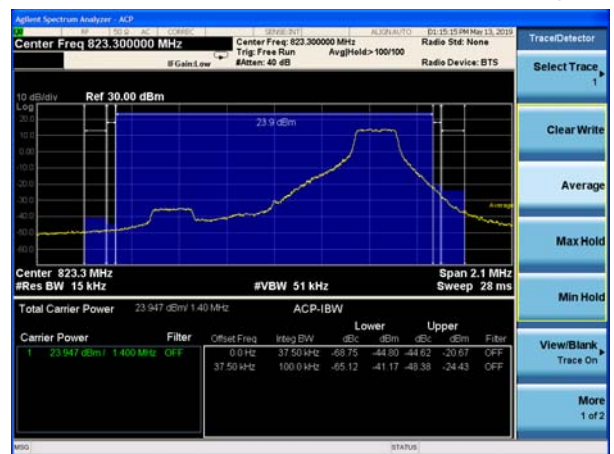 Agilent Spectrum Analyzer - ACP
RF 50 Ω AC CORREC SENSE:INT ALIGN AUTO 01:15:15 PM May 13, 2019
Center Freq 823.300000 MHz Center Freq: 823.300000 MHz Radio Std: None
Trig: Free Run Avg|Hold:> 100/100
IFGain:Low #Atten: 40 dB Radio Device: BTS
10 dB/div Ref 30.00 dBm
Log
20.0
10.0
0.00
-10.0
-20.0
-30.0
-40.0
-50.0
-60.0
23.9 dBm
Average
Center 823.3 MHz Span 2.1 MHz
#Res BW 15 kHz #VBW 51 kHz Sweep 28 ms
Total Carrier Power 23.947 dBm/ 1.40 MHz ACP-IBW
Lower Upper
Carrier Power Filter Offset Freq Integ BW dBc dBm dBc dBm Filter
1 23.947 dBm / 1.400 MHz OFF 0.0 Hz 37.50 kHz -68.75 -44.80 -44.62 -20.67 OFF
37.50 kHz 100.0 kHz -65.12 -41.17 -48.38 -24.43 OFF
MSG STATUS
Trace/Detector
Select Trace
1
Clear Write
Average
Max Hold
Min Hold
View/Blank
Trace On
More
1 of 2